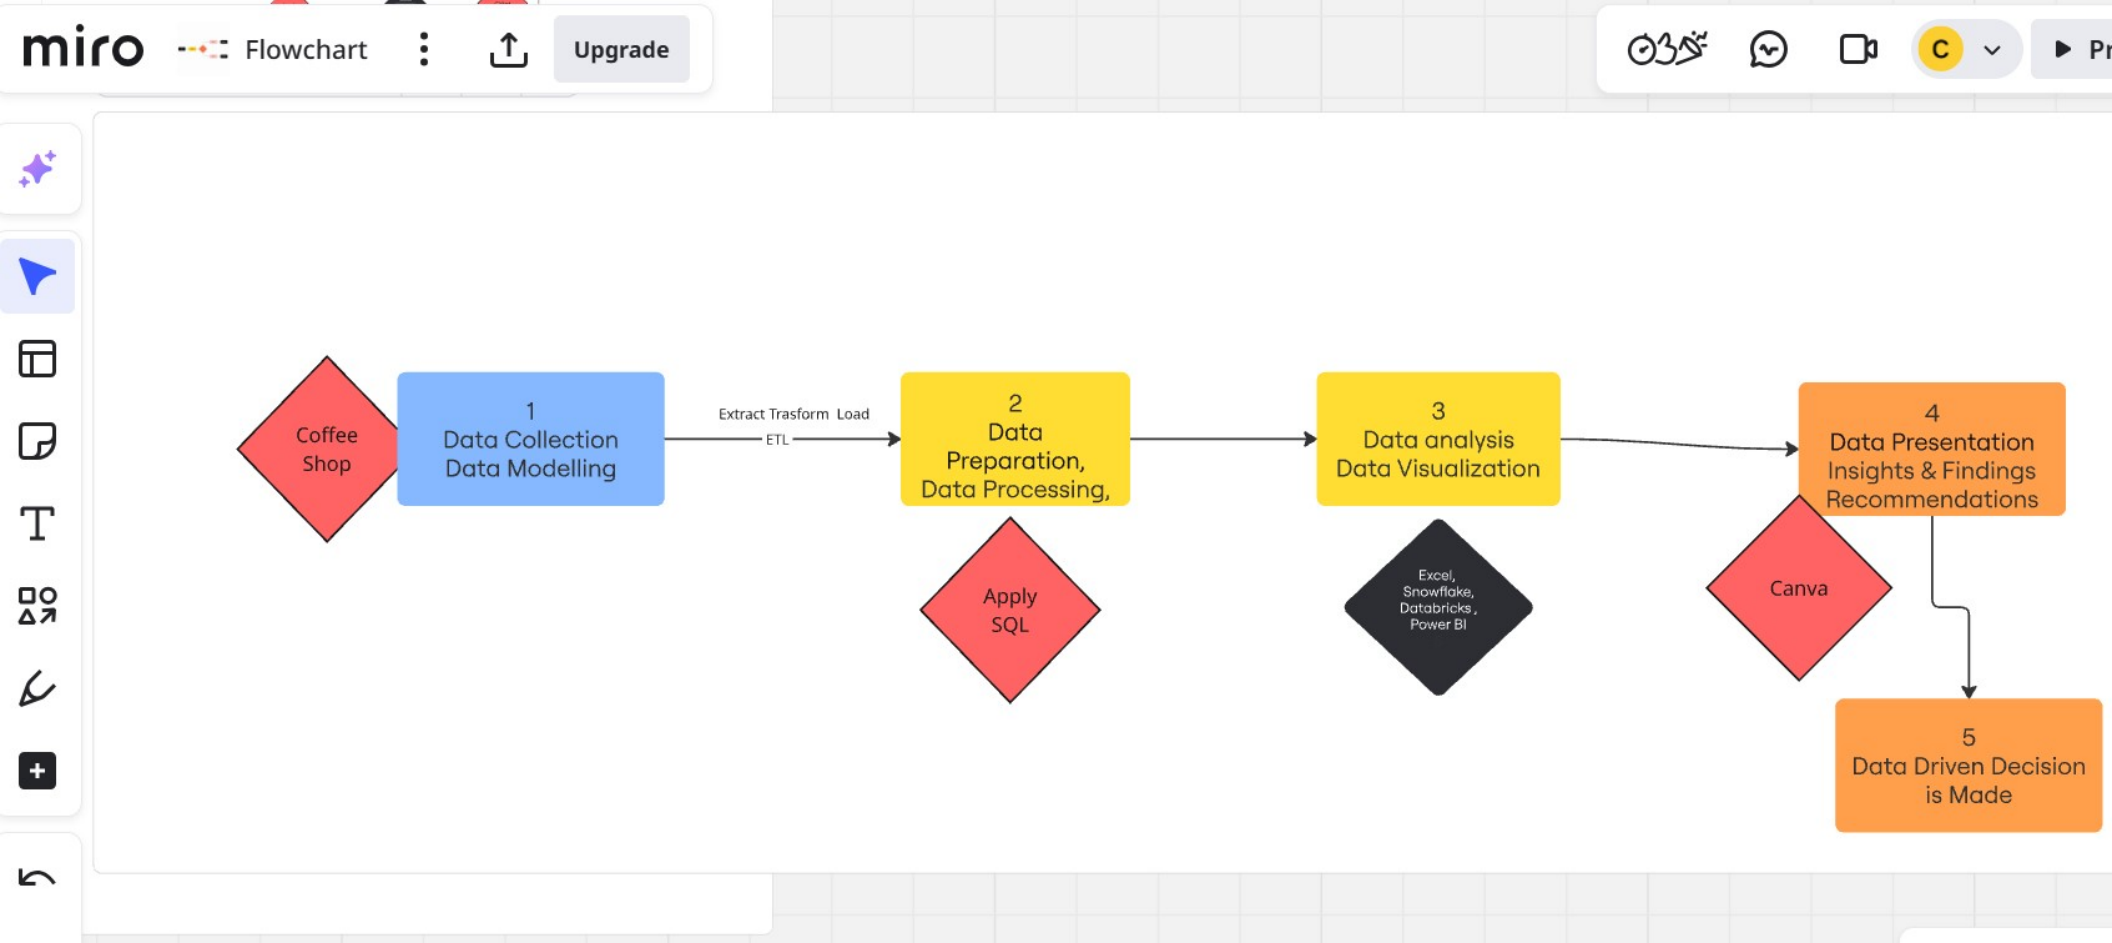 miro
Flowchart
Upgrade
C
Pr
Coffee
Shop
1
Data Collection
Data Modelling
Extract Trasform Load
ETL
2
Data
Preparation,
Data Processing,
Apply
SQL
3
Data analysis
Data Visualization
Excel,
Snowflake,
Databricks ,
Power BI
4
Data Presentation
Insights & Findings
Recommendations
Canva
5
Data Driven Decision
is Made